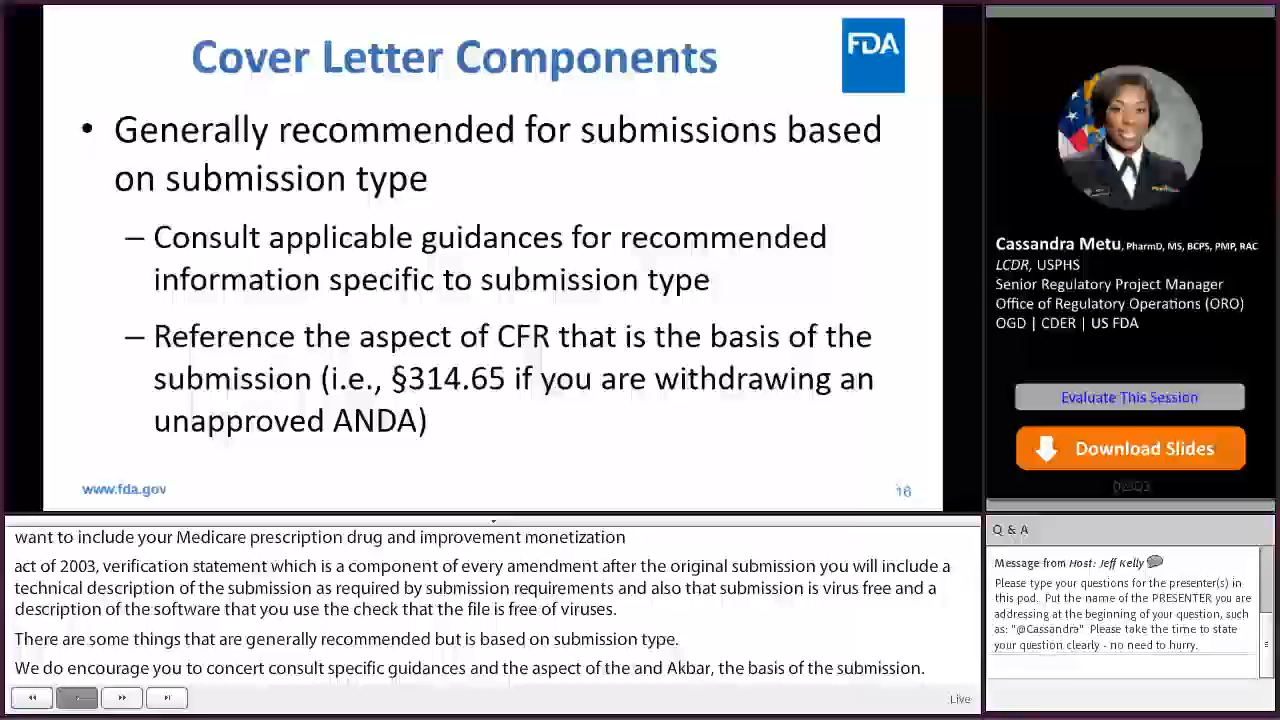 Cover Letter Components
FDA
• Generally recommended for submissions based
on submission type
– Consult applicable guidances for recommended
information specific to submission type
– Reference the aspect of CFR that is the basis of the
submission (i.e., §314.65 if you are withdrawing an
unapproved ANDA)
www.fda.gov
16
Cassandra Metu, PharmD, MS, BCPS, PMP, RAC
LCDR, USPHS
Senior Regulatory Project Manager
Office of Regulatory Operations (ORO)
OGD | CDER | US FDA
Evaluate This Session
Download Slides
want to include your Medicare prescription drug and improvement monetization
act of 2003, verification statement which is a component of every amendment after the original submission you will include a
technical description of the submission as required by submission requirements and also that submission is virus free and a
description of the software that you use the check that the file is free of viruses.
There are some things that are generally recommended but is based on submission type.
We do encourage you to concert consult specific guidances and the aspect of the and Akbar, the basis of the submission.
Live
Q & A
Message from Host: Jeff Kelly
Please type your questions for the presenter(s) in
this pod. Put the name of the PRESENTER you are
addressing at the beginning of your question, such
as: "@Cassandra" Please take the time to state
your question clearly - no need to hurry.